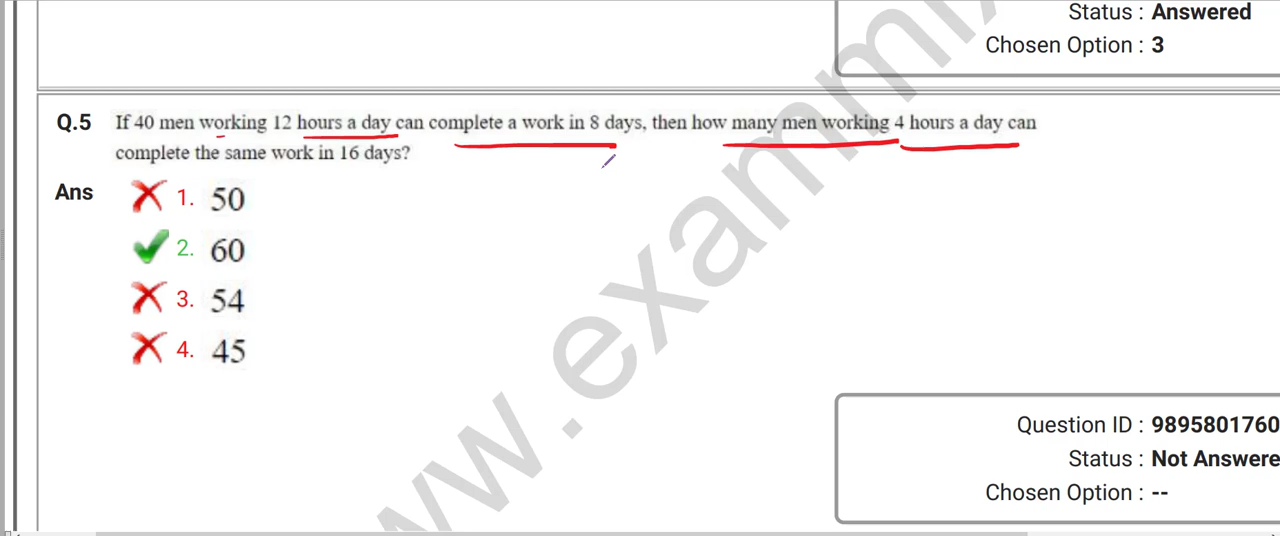 Status : Answered
Chosen Option : 3
Q.5 If 40 men working 12 hours a day can complete a work in 8 days, then how many men working 4 hours a day can
complete the same work in 16 days?
Ans
1. 50
2. 60
3. 54
4. 45
Question ID : 9895801760
Status : Not Answere
Chosen Option : --
w.exammi